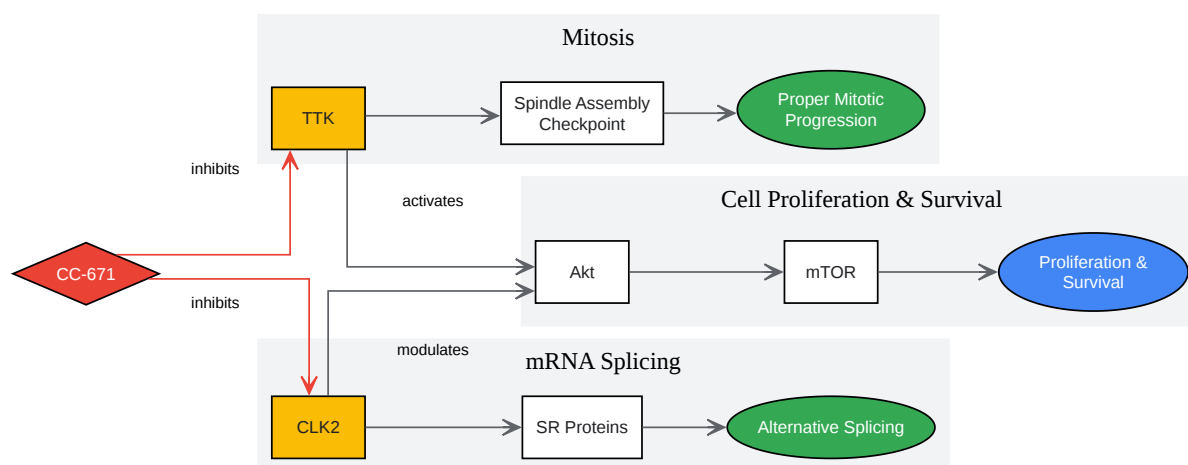 Mitosis
TTK
Spindle Assembly
Checkpoint
Proper Mitotic
Progression
inhibits
activates
Cell Proliferation & Survival
CC-671
Akt
mTOR
Proliferation &
Survival
inhibits
modulates
mRNA Splicing
CLK2
SR Proteins
Alternative Splicing